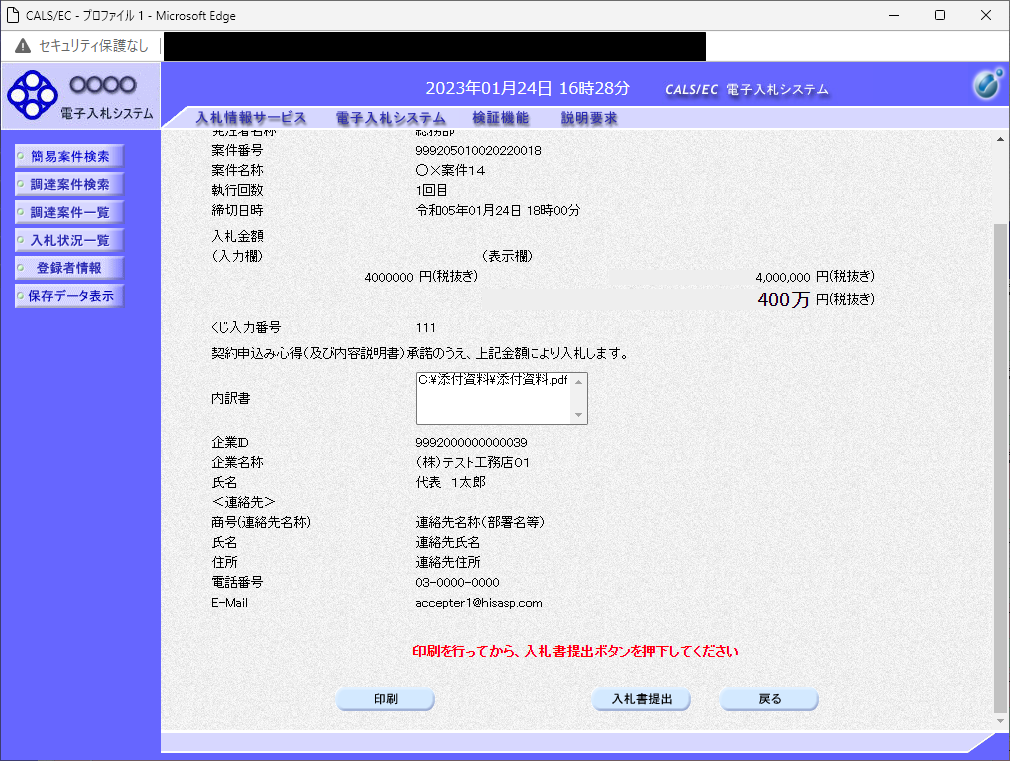 CALS/EC - プロファイル 1 - Microsoft Edge
セキュリティ保護なし
〇〇〇〇
電子入札システム
2023年01月24日 16時28分
CALS/EC 電子入札システム
入札情報サービス 電子入札システム 検証機能 説明要求
簡易案件検索
調達案件検索
調達案件一覧
入札状況一覧
登録者情報
保存データ表示
発注者名称 総務部
案件番号 999205010020220018
案件名称 〇×案件14
執行回数 1回目
締切日時 令和05年01月24日 18時00分
入札金額
(入力欄) (表示欄)
4000000 円(税抜き) 4,000,000 円(税抜き)
400万 円(税抜き)
くじ入力番号 111
契約申込み心得(及び内容説明書)承諾のうえ、上記金額により入札します。
内訳書 C:¥添付資料¥添付資料.pdf
企業ID 9992000000000039
企業名称 (株)テスト工務店01
氏名 代表 1太郎
<連絡先>
商号(連絡先名称) 連絡先名称(部署名等)
氏名 連絡先氏名
住所 連絡先住所
電話番号 03-0000-0000
E-Mail accepter1@hisasp.com
印刷を行ってから、入札書提出ボタンを押下してください
印刷 入札書提出 戻る